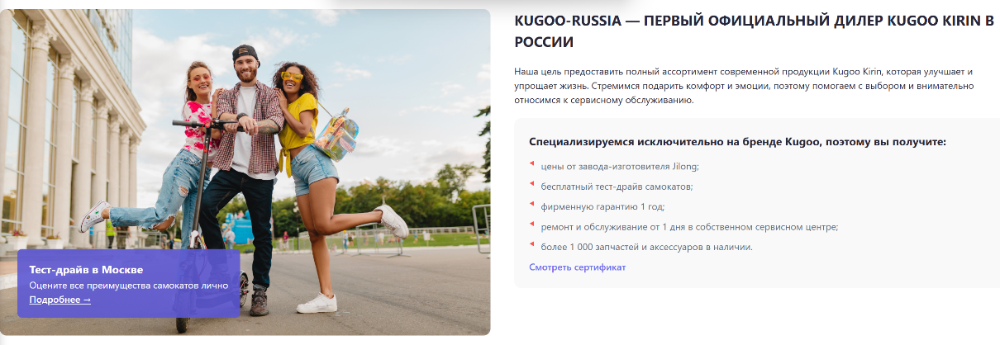 KUGOO-RUSSIA — ПЕРВЫЙ ОФИЦИАЛЬНЫЙ ДИЛЕР KUGOO KIRIN В
РОССИИ
Наша цель предоставить полный ассортимент современной продукции Kugoo Kirin, которая улучшает и
упрощает жизнь. Стремимся подарить комфорт и эмоции, поэтому помогаем с выбором и внимательно
относимся к сервисному обслуживанию.
Специализируемся исключительно на бренде Kugoo, поэтому вы получите:
цены от завода-изготовителя Jilong;
бесплатный тест-драйв самокатов;
фирменную гарантию 1 год;
ремонт и обслуживание от 1 дня в собственном сервисном центре;
более 1 000 запчастей и аксессуаров в наличии.
Смотреть сертификат
Тест-драйв в Москве
Оцените все преимущества самокатов лично
Подробнее →